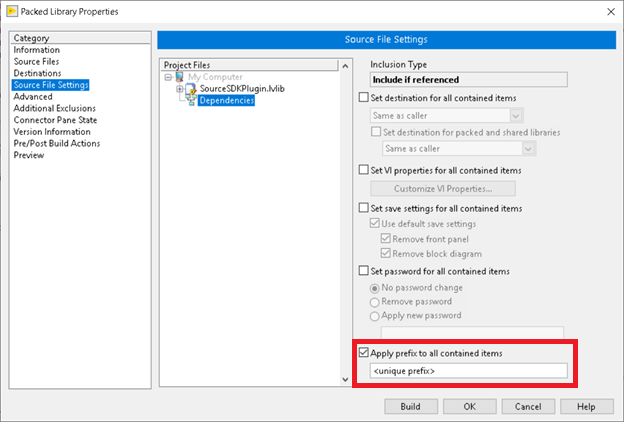 Packed Library Properties
Category
Information
Source Files
Destinations
Source File Settings
Advanced
Additional Exclusions
Connector Pane State
Version Information
Pre/Post Build Actions
Preview
Source File Settings
Project Files
My Computer
SourceSDKPlugin.lvlib
Dependencies
Inclusion Type
Include if referenced
Set destination for all contained items
Same as caller
Set destination for packed and shared libraries
Same as caller
Set VI properties for all contained items
Customize VI Properties...
Set save settings for all contained items
Use default save settings
Remove front panel
Remove block diagram
Set password for all contained items
No password change
Remove password
Apply new password
Apply prefix to all contained items
<unique prefix>
Build OK Cancel Help